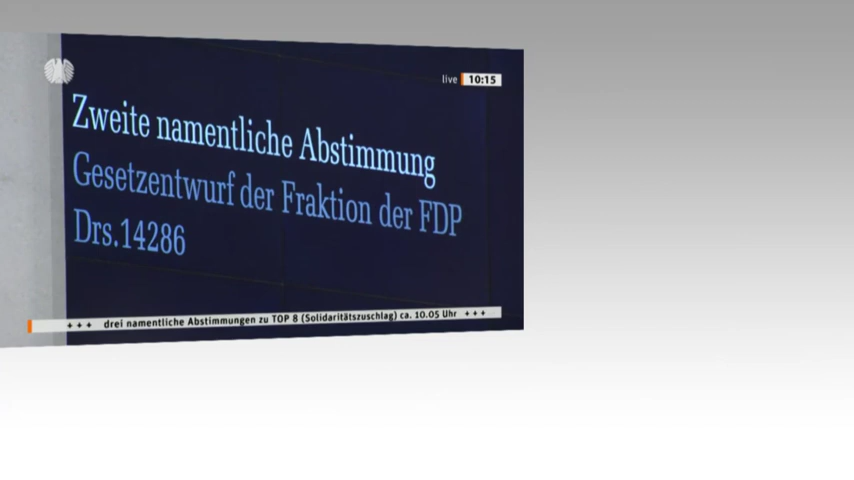 live 10:15
Zweite namentliche Abstimmung
Gesetzentwurf der Fraktion der FDP
Drs.14286
+ + + drei namentliche Abstimmungen zu TOP 8 (Solidaritätszuschlag) ca. 10.05 Uhr + + +